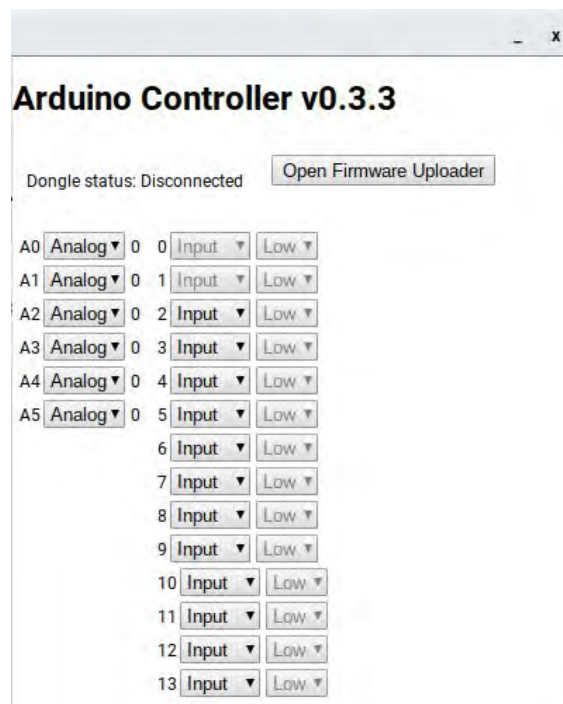 _ x
Arduino Controller v0.3.3
Dongle status: Disconnected Open Firmware Uploader
A0 Analog 0 0 Input Low
A1 Analog 0 1 Input Low
A2 Analog 0 2 Input Low
A3 Analog 0 3 Input Low
A4 Analog 0 4 Input Low
A5 Analog 0 5 Input Low
6 Input Low
7 Input Low
8 Input Low
9 Input Low
10 Input Low
11 Input Low
12 Input Low
13 Input Low